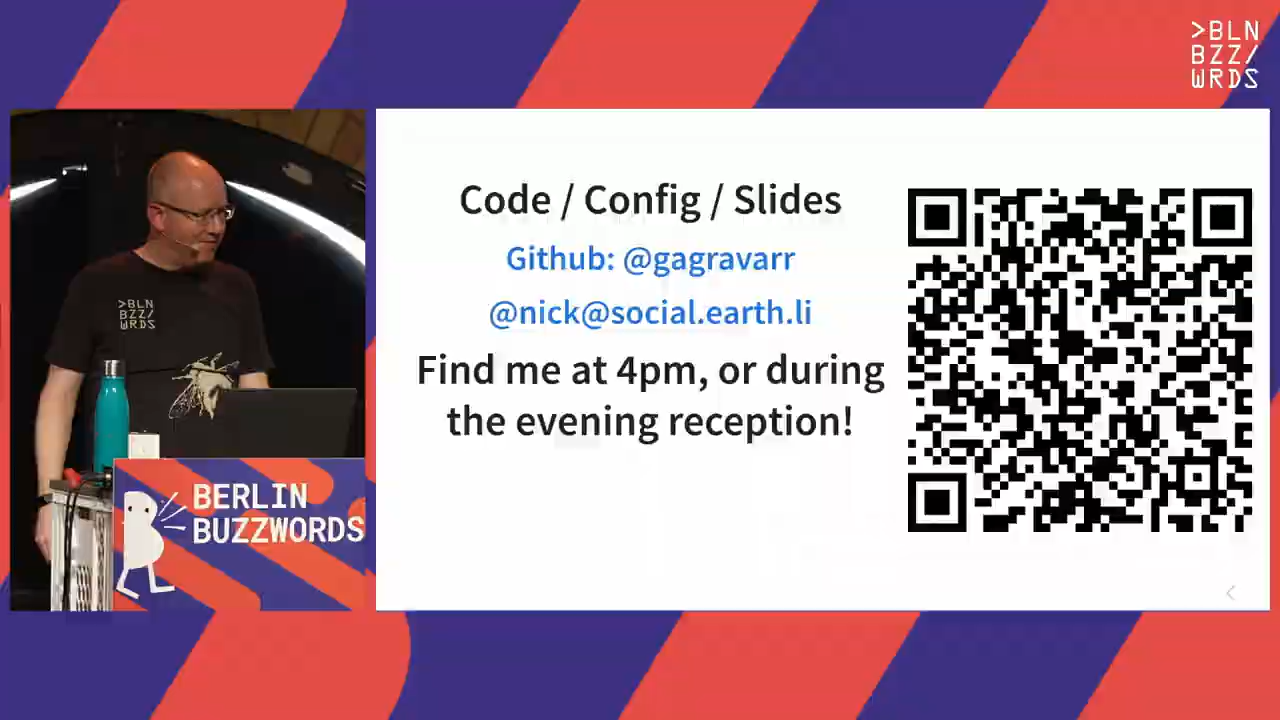 >BLN
BZZ/
WRDS
Code / Config / Slides
Github: @gagravarr
@nick@social.earth.li
Find me at 4pm, or during
the evening reception!
>BLN
BZZ/
WRDS
BERLIN
BUZZWORDS